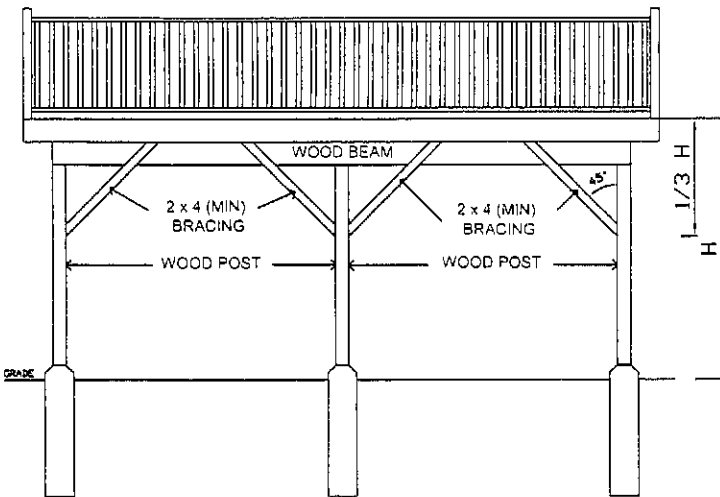 WOOD BEAM
45°
1/3 H
2 x 4 (MIN)
BRACING
2 x 4 (MIN)
BRACING
WOOD POST
WOOD POST
H
GRADE